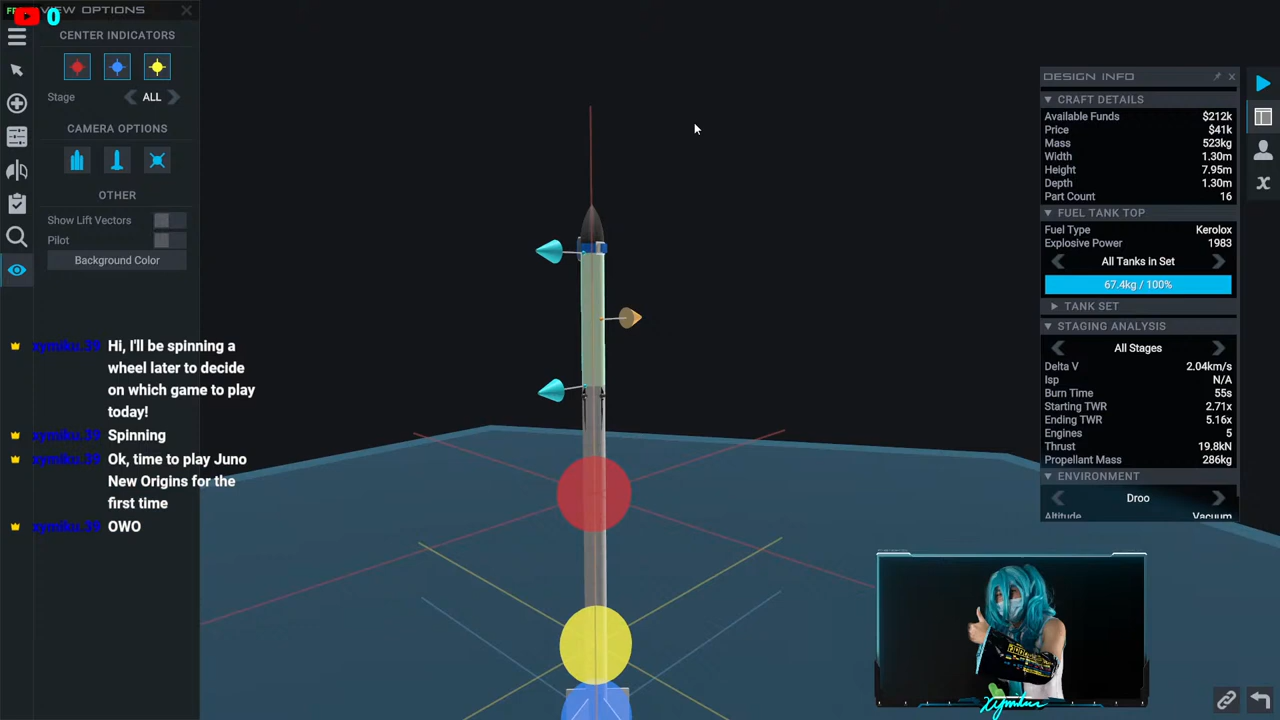 VIEW OPTIONS
0
CENTER INDICATORS
Stage
ALL
CAMERA OPTIONS
OTHER
Show Lift Vectors
Pilot
Background Color
Hi, I'll be spinning a
wheel later to decide
on which game to play
today!
Spinning
Ok, time to play Juno
New Origins for the
first time
OWO
DESIGN INFO
CRAFT DETAILS
Available Funds $212k
Price $41k
Mass 523kg
Width 1.30m
Height 7.95m
Depth 1.30m
Part Count 16
FUEL TANK TOP
Fuel Type Kerolox
Explosive Power 1983
All Tanks in Set
67.4kg / 100%
TANK SET
STAGING ANALYSIS
All Stages
Delta V 2.04km/s
Isp N/A
Burn Time 55s
Starting TWR 2.71x
Ending TWR 5.16x
Engines 5
Thrust 19.8kN
Propellant Mass 286kg
ENVIRONMENT
Droo
Altitude Vacuum
xymiku